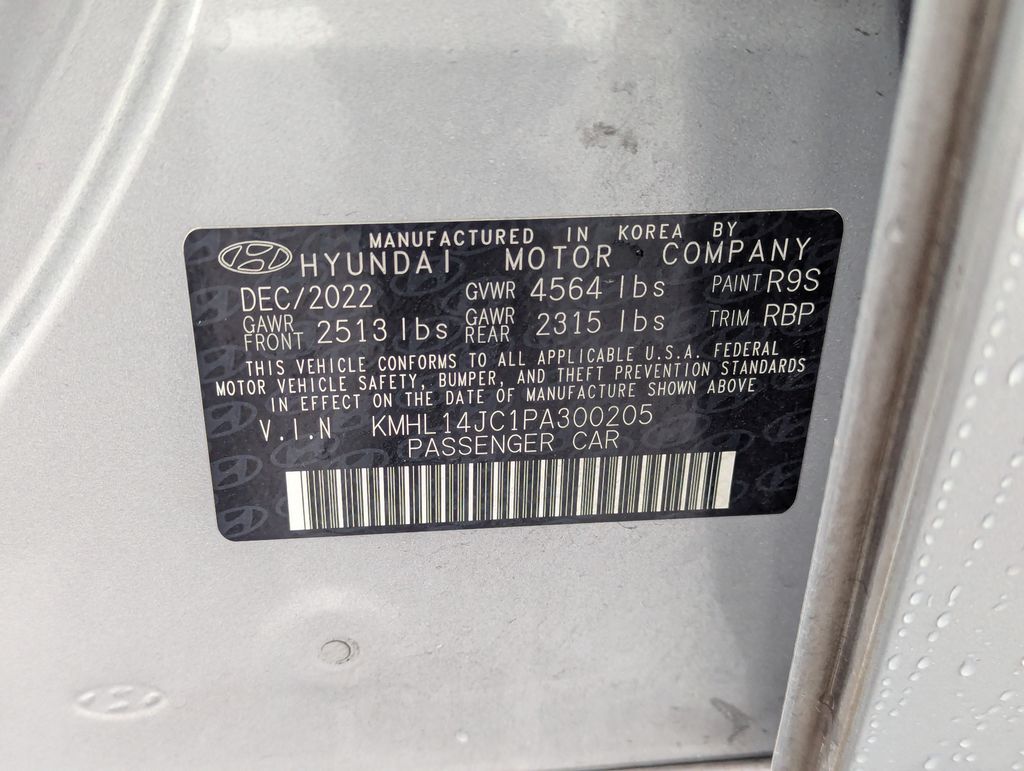 MANUFACTURED IN KOREA BY
HYUNDAI MOTOR COMPANY
DEC/2022 GVWR 4564 lbs PAINT R9S
GAWR FRONT 2513 lbs GAWR REAR 2315 lbs TRIM RBP
THIS VEHICLE CONFORMS TO ALL APPLICABLE U.S.A. FEDERAL
MOTOR VEHICLE SAFETY, BUMPER, AND THEFT PREVENTION STANDARDS
IN EFFECT ON THE DATE OF MANUFACTURE SHOWN ABOVE
V.I.N KMHL14JC1PA300205
PASSENGER CAR